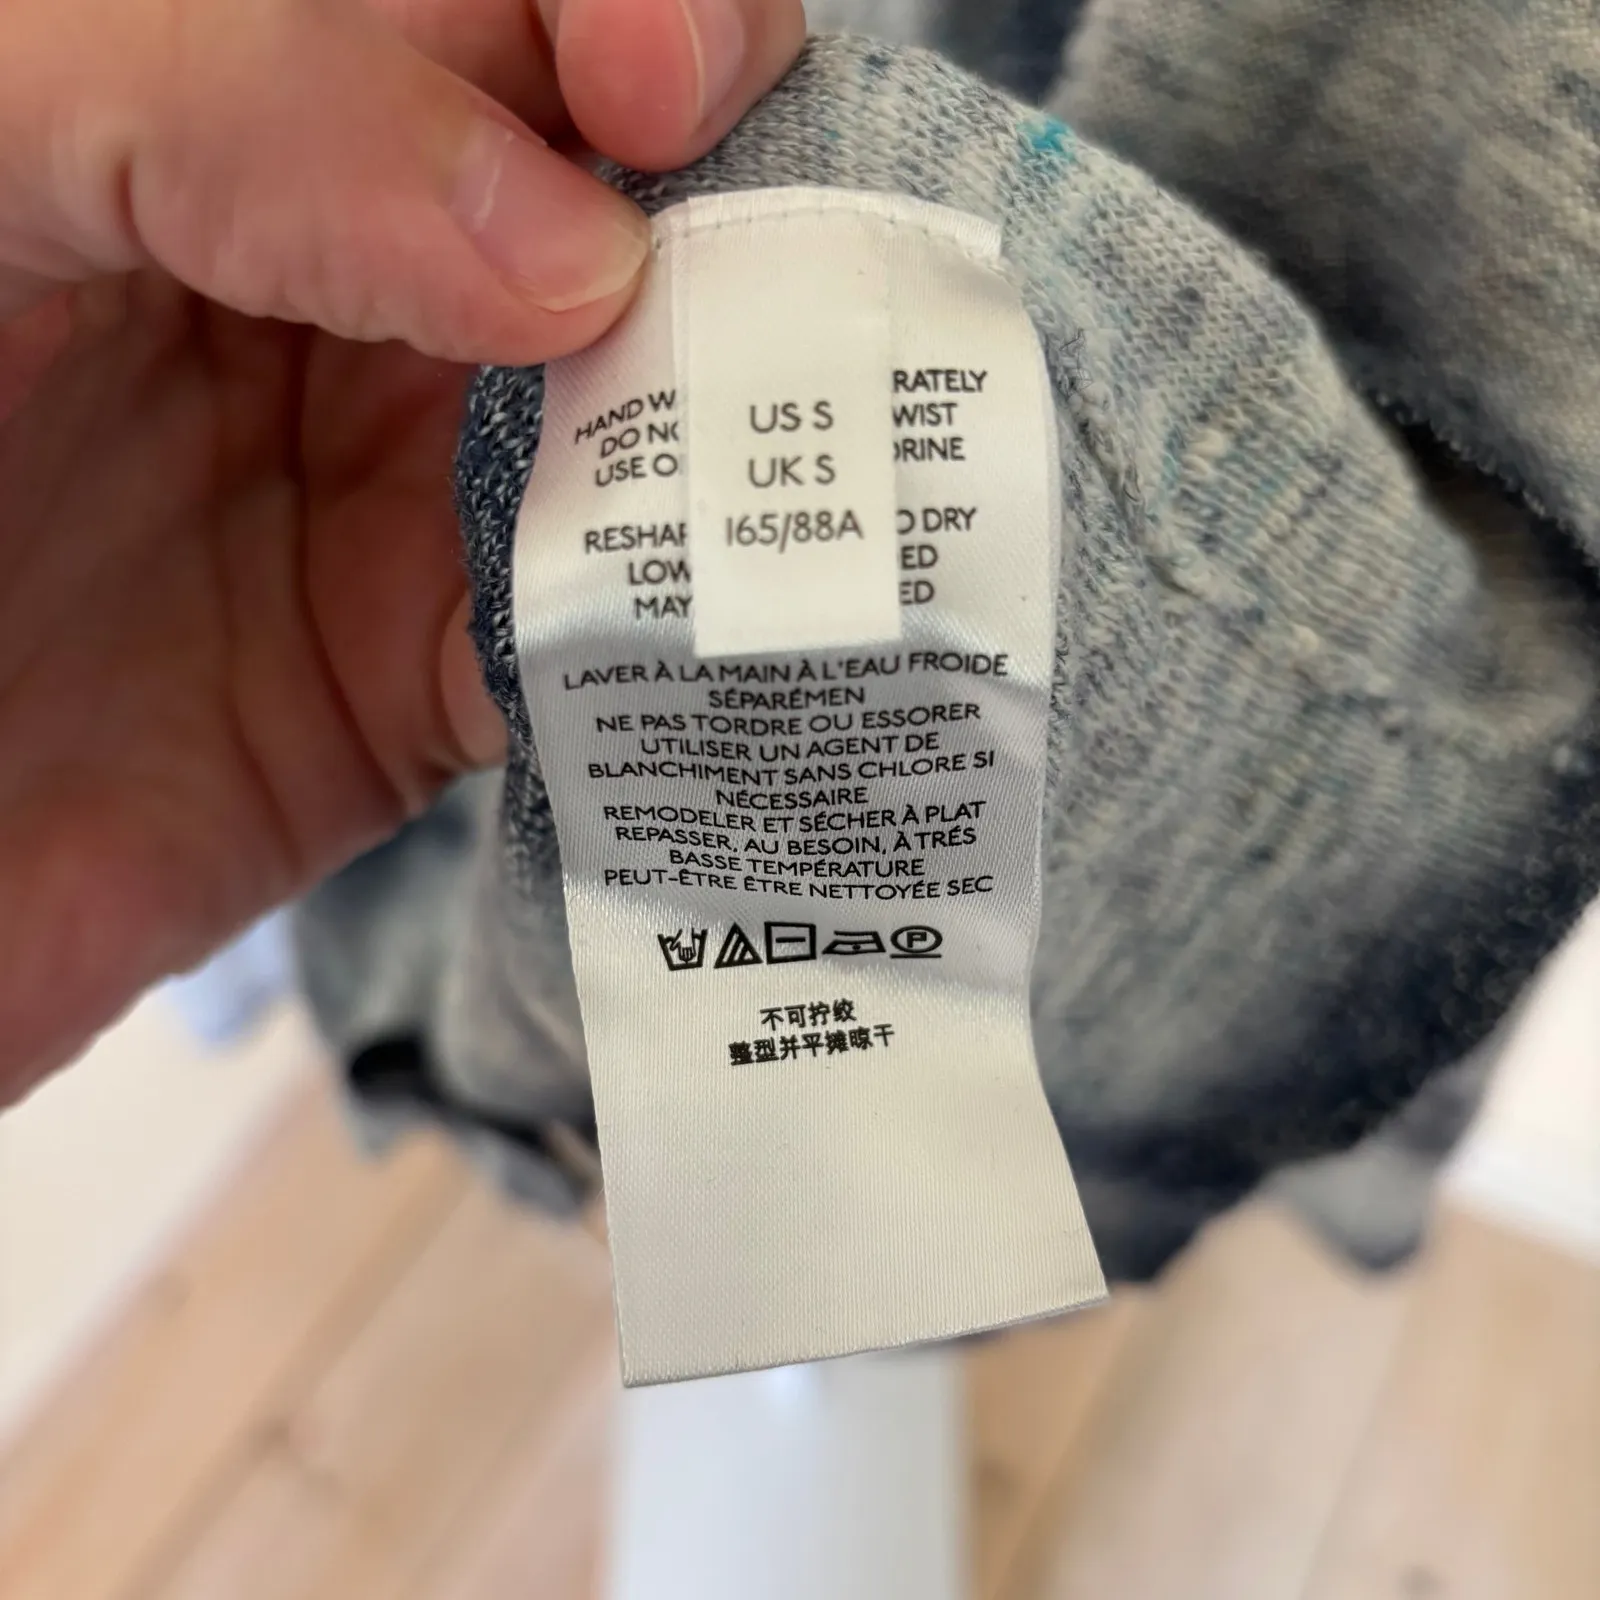 US S
UK S
165/88A
HAND W RATELY
DO NO WIST
USE O ORINE
RESHAP O DRY
LOW ED
MAY ED
LAVER À LA MAIN À L'EAU FROIDE
SÉPARÉMEN
NE PAS TORDRE OU ESSORER
UTILISER UN AGENT DE
BLANCHIMENT SANS CHLORE SI
NÉCESSAIRE
REMODELER ET SÉCHER À PLAT
REPASSER, AU BESOIN, À TRÉS
BASSE TEMPÉRATURE
PEUT-ÊTRE ÊTRE NETTOYÉE SEC
P
不可拧绞
整型并平摊晾干